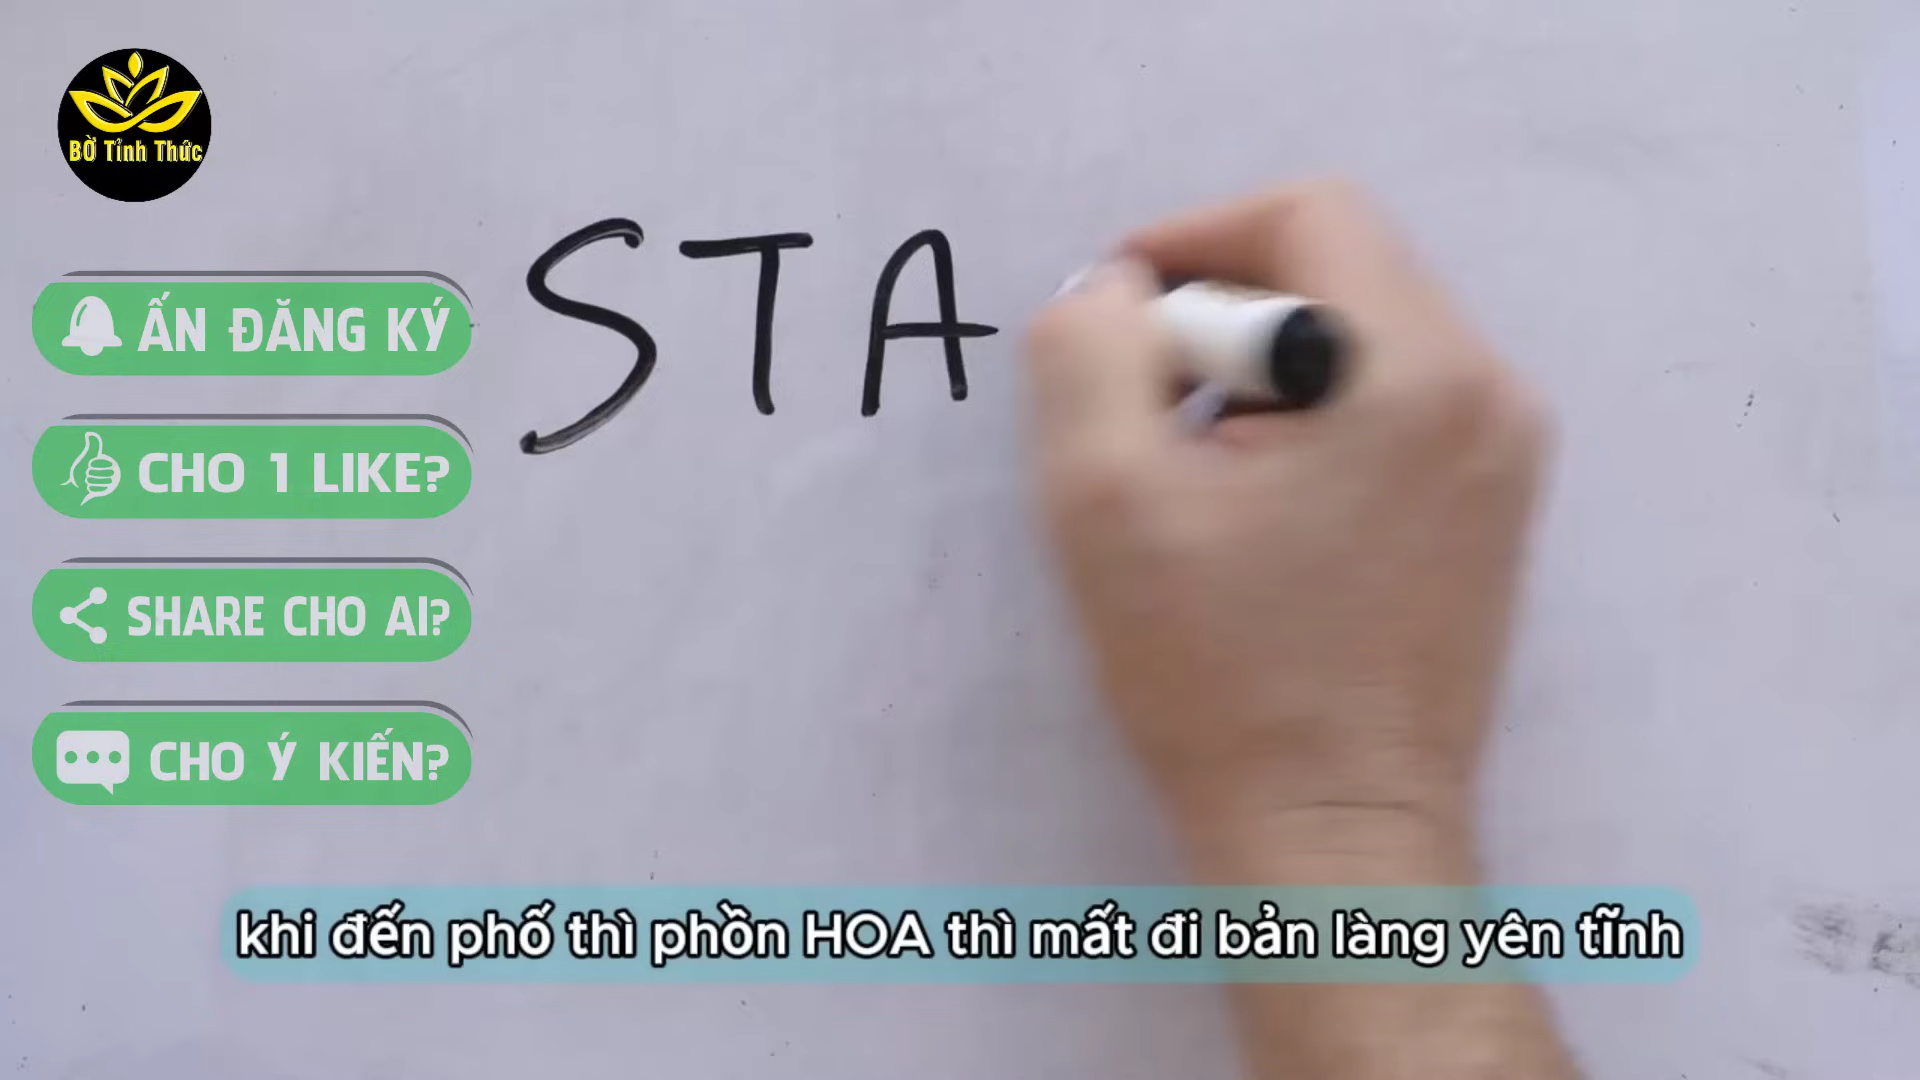 BỜ Tỉnh Thức
STA
ẤN ĐĂNG KÝ
CHO 1 LIKE?
SHARE CHO AI?
CHO Ý KIẾN?
khi đến phố thì phồn HOA thì mất đi bản làng yên tĩnh